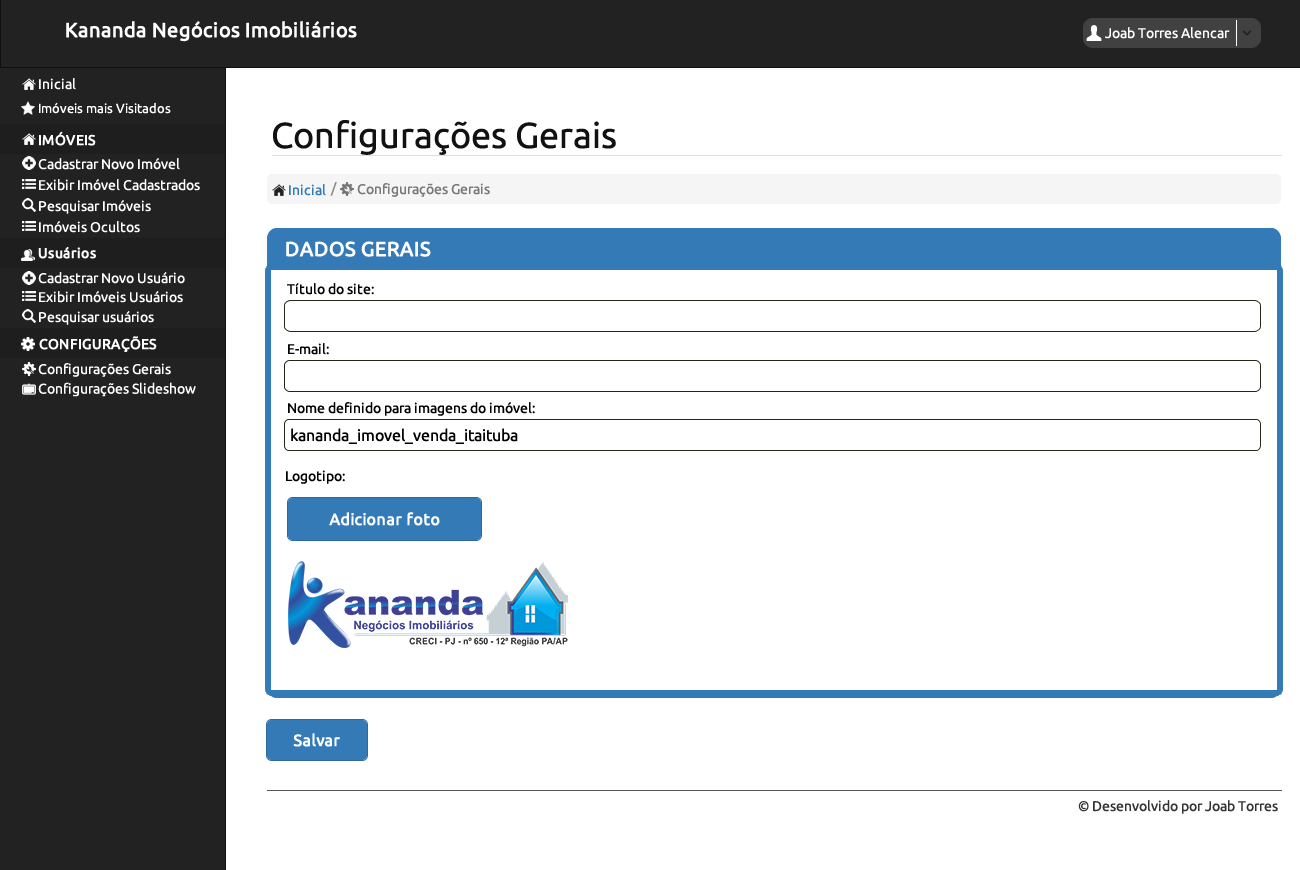 Kananda Negócios Imobiliários
Joab Torres Alencar
Inicial
Imóveis mais Visitados
IMÓVEIS
Cadastrar Novo Imóvel
Exibir Imóvel Cadastrados
Pesquisar Imóveis
Imóveis Ocultos
Usuários
Cadastrar Novo Usuário
Exibir Imóveis Usuários
Pesquisar usuários
CONFIGURAÇÕES
Configurações Gerais
Configurações Slideshow
Configurações Gerais
Inicial / Configurações Gerais
DADOS GERAIS
Título do site:
E-mail:
Nome definido para imagens do imóvel:
kananda_imovel_venda_itaituba
Logotipo:
Adicionar foto
Kananda
Negócios Imobiliários
CRECI - PJ - nº 650 - 12ª Região PA/AP
Salvar
© Desenvolvido por Joab Torres